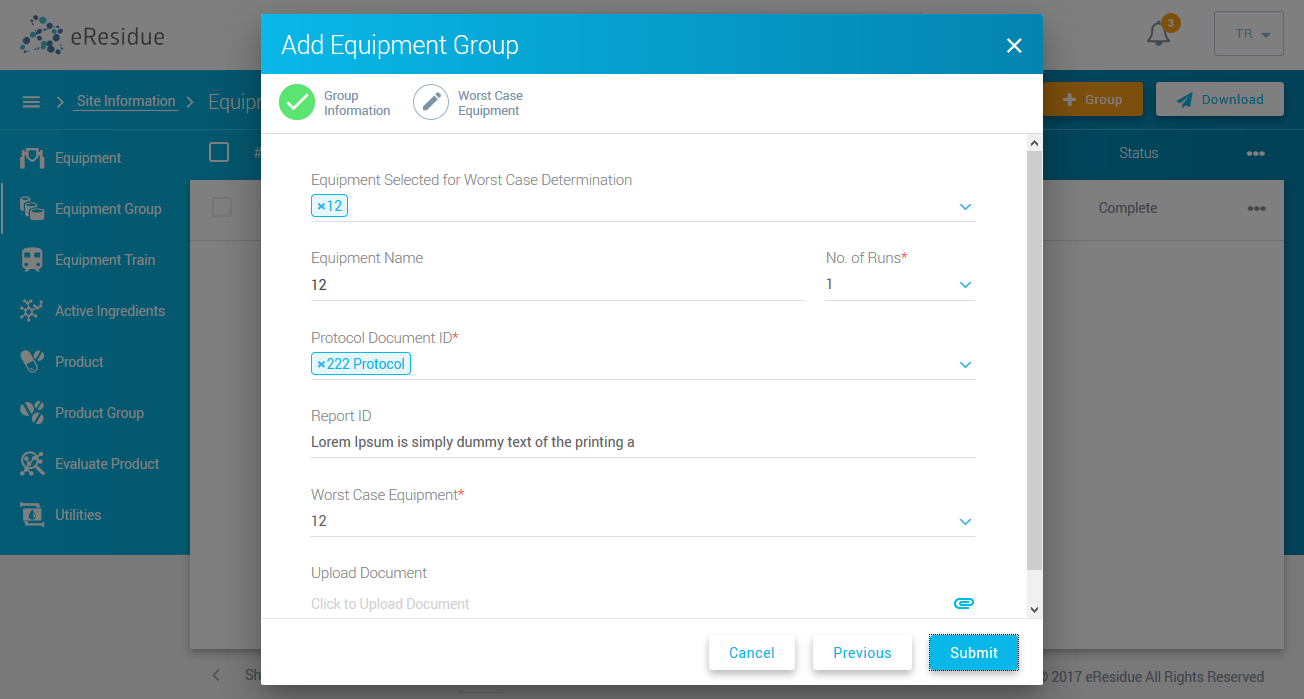 eResidue
Add Equipment Group
3
TR
Site Information
Group
Information
Worst Case
Equipment
Group
Download
Equipment
#
Status
Equipment Group
Complete
Equipment Train
Active Ingredients
Product
Product Group
Evaluate Product
Utilities
Equipment Selected for Worst Case Determination
×12
Equipment Name
No. of Runs*
12
1
Protocol Document ID*
×222 Protocol
Report ID
Lorem Ipsum is simply dummy text of the printing a
Worst Case Equipment*
12
Upload Document
Click to Upload Document
Cancel
Previous
Submit
2017 eResidue All Rights Reserved